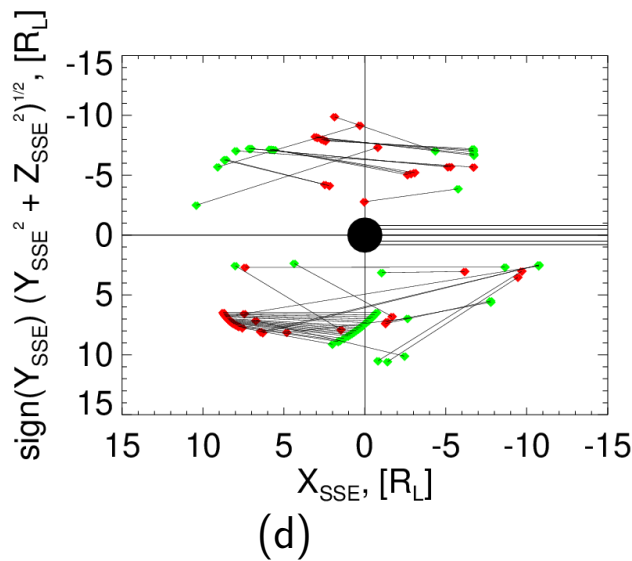 sign(Y_SSE) (Y_SSE^2 + Z_SSE^2)^1/2, [R_L]
-15
-10
-5
0
5
10
15
15 10 5 0 -5 -10 -15
X_SSE, [R_L]
(d)